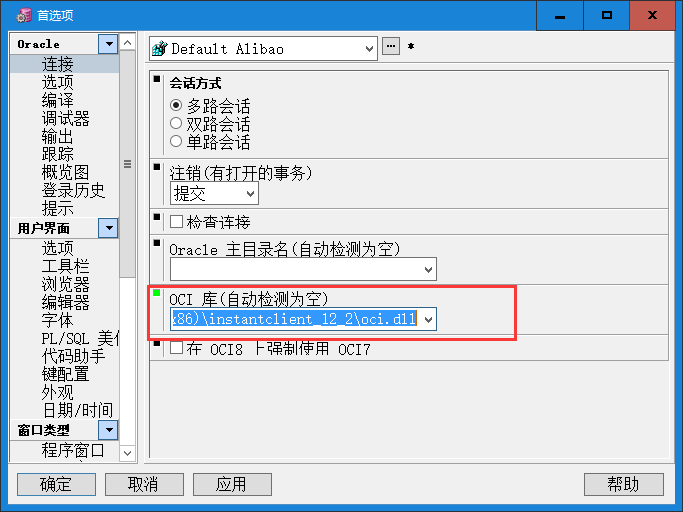 首选项
Oracle
连接
选项
编译
调试器
输出
跟踪
概览图
登录历史
提示
用户界面
选项
工具栏
浏览器
编辑器
字体
PL/SQL 美
代码助手
键配置
外观
日期/时间
窗口类型
程序窗口
Default Alibao
...
*
会话方式
多路会话
双路会话
单路会话
注销(有打开的事务)
提交
检查连接
Oracle 主目录名(自动检测为空)
OCI 库(自动检测为空)
x86)\instantclient_12_2\oci.dll
在 OCI8 上强制使用 OCI7
确定
取消
应用
帮助